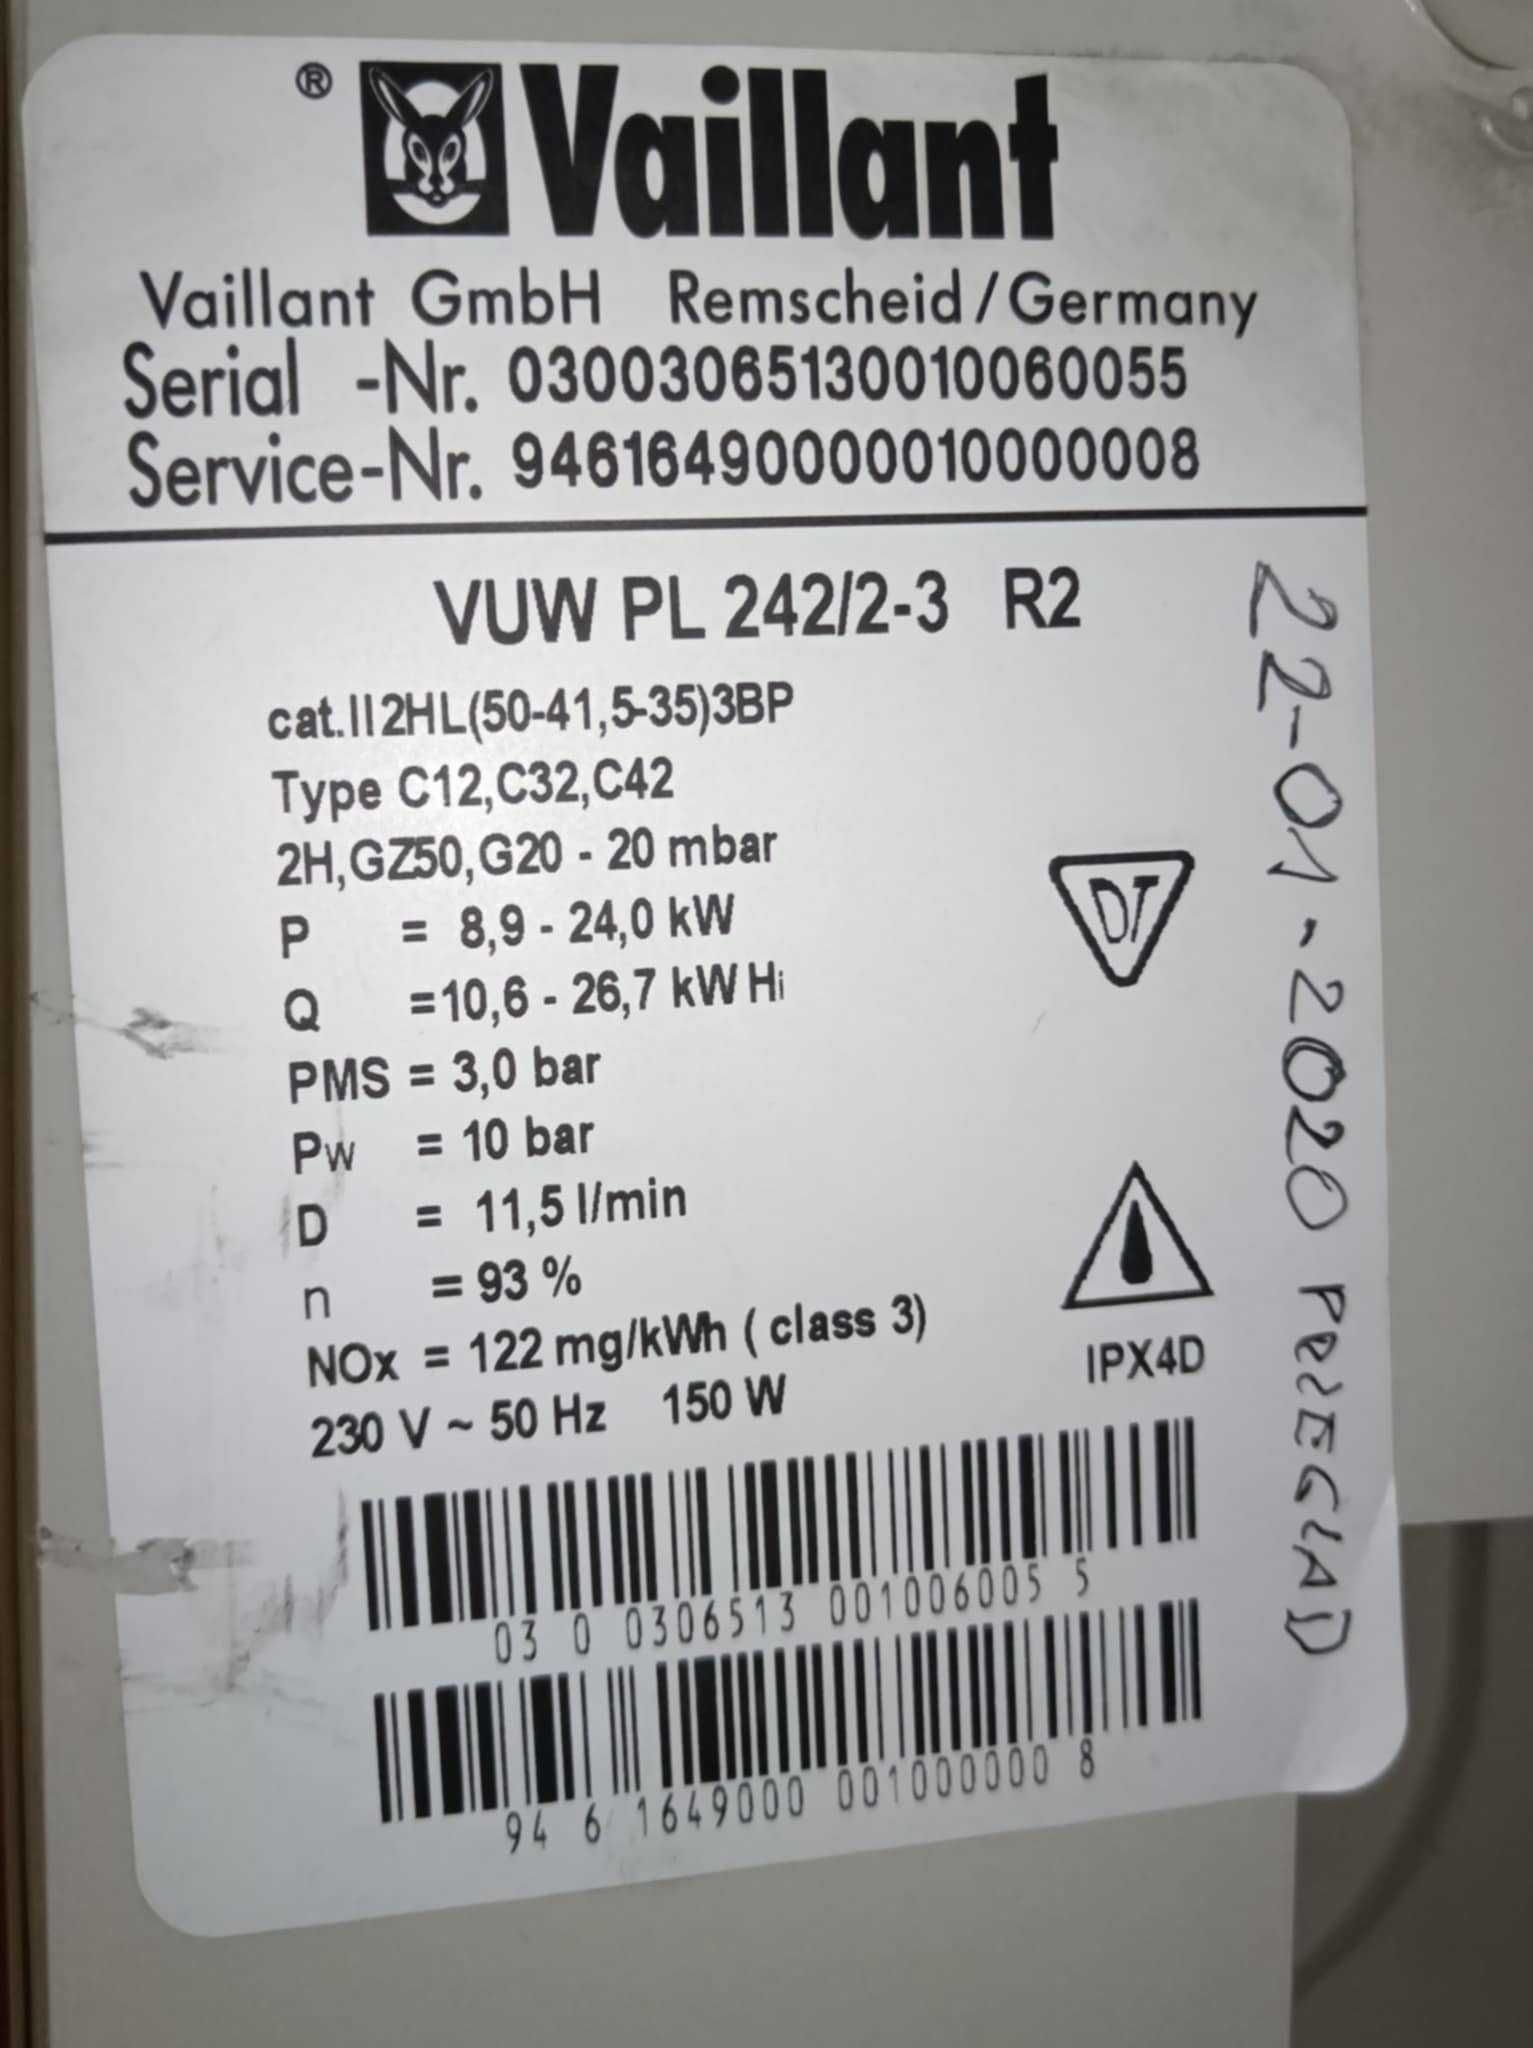 ® Vaillant
Vaillant GmbH Remscheid/Germany
Serial -Nr. 03003065130010060055
Service-Nr. 94616490000010000008
VUW PL 242/2-3 R2
cat.II2HL(50-41,5-35)3BP
Type C12,C32,C42
2H,GZ50,G20 - 20 mbar
P = 8,9 - 24,0 kW
Q =10,6 - 26,7 kW Hi
PMS = 3,0 bar
Pw = 10 bar
D = 11,5 l/min
n = 93 %
NOx = 122 mg/kWh ( class 3)
230 V ~ 50 Hz 150 W
DT
IPX4D
03 0 0306513 001006005 5
94 6 1649000 001000000 8
22-01-2020 PRZEGLAD